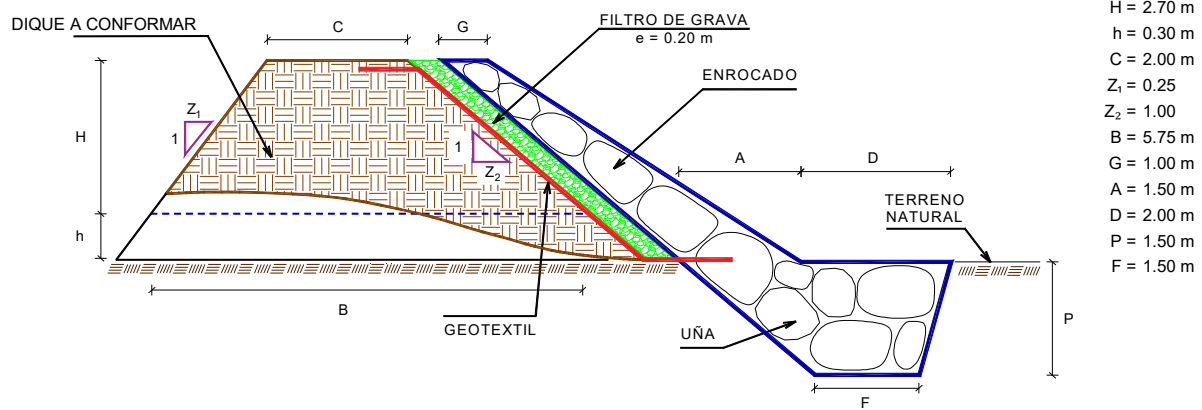 DIQUE A CONFORMAR
C
G
FILTRO DE GRAVA
e = 0.20 m
ENROCADO
H
Z₁
1
1
Z₂
A
D
TERRENO
NATURAL
h
B
GEOTEXTIL
UÑA
P
F
H = 2.70 m
h = 0.30 m
C = 2.00 m
Z₁ = 0.25
Z₂ = 1.00
B = 5.75 m
G = 1.00 m
A = 1.50 m
D = 2.00 m
P = 1.50 m
F = 1.50 m